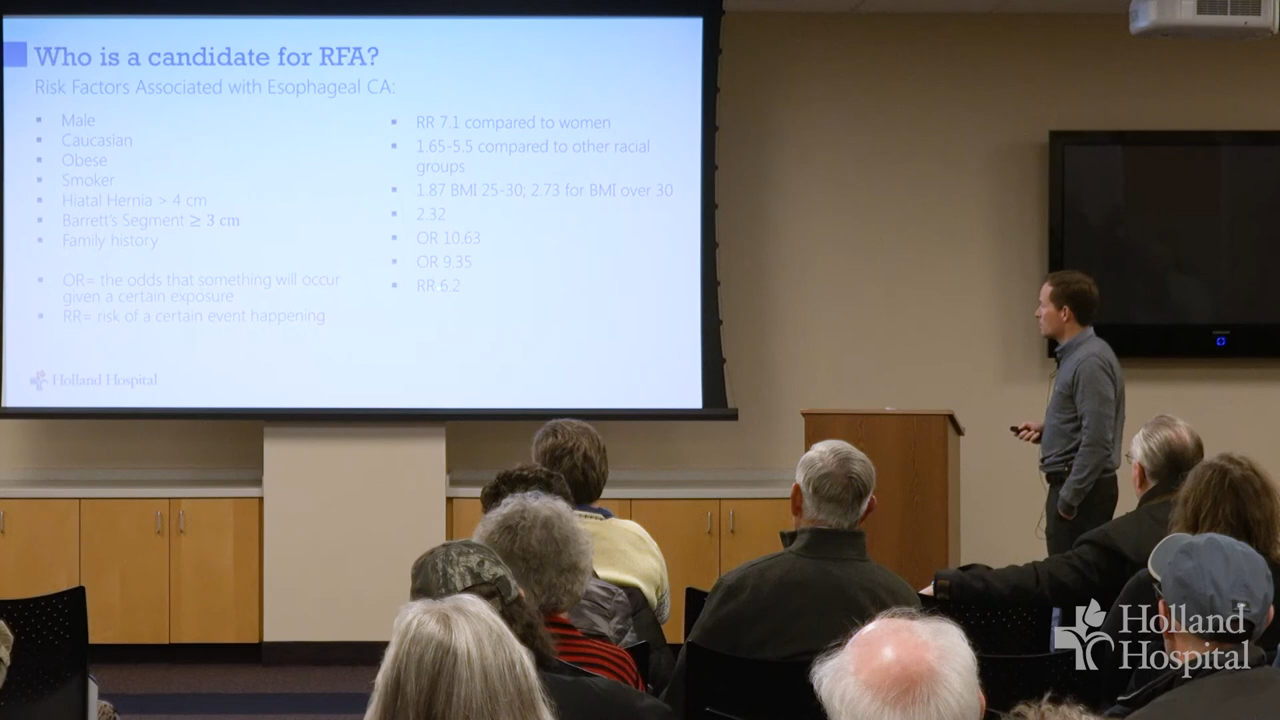 Who is a candidate for RFA?
Risk Factors Associated with Esophageal CA:
▪ Male
▪ Caucasian
▪ Obese
▪ Smoker
▪ Hiatal Hernia > 4 cm
▪ Barrett's Segment ≥ 3 cm
▪ Family history
▪ OR= the odds that something will occur
given a certain exposure
▪ RR= risk of a certain event happening
▪ RR 7.1 compared to women
▪ 1.65-5.5 compared to other racial
groups
▪ 1.87 BMI 25-30; 2.73 for BMI over 30
▪ 2.32
▪ OR 10.63
▪ OR 9.35
▪ RR 6.2
Holland Hospital
Holland
Hospital